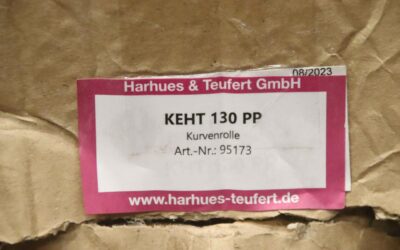 08/2023
Harhues & Teufert GmbH
KEHT 130 PP
Kurvenrolle
Art.-Nr.: 95173
www.harhues-teufert.de